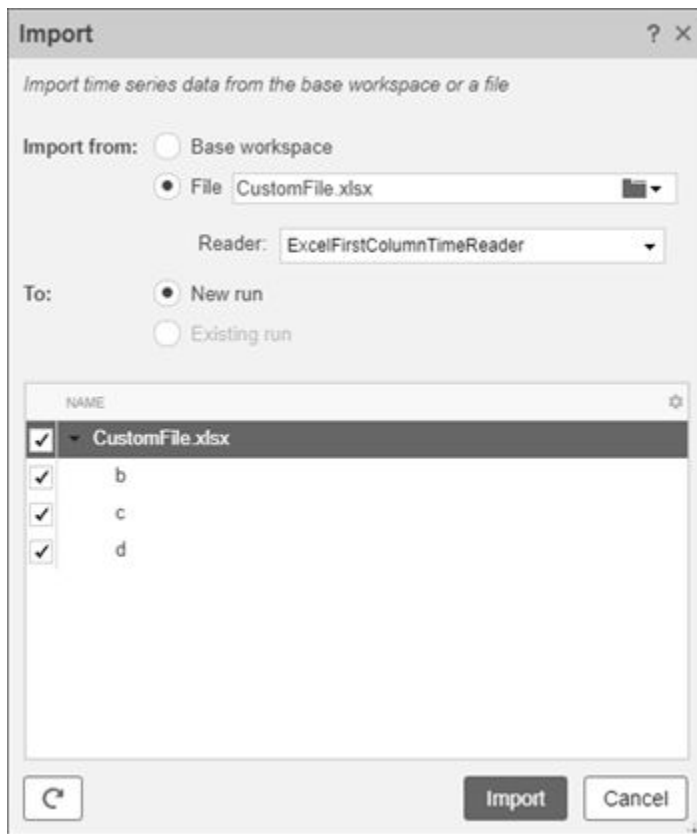 Import ? ×
Import time series data from the base workspace or a file
Import from: Base workspace
File CustomFile.xlsx
Reader: ExcelFirstColumnTimeReader
To: New run
Existing run
NAME
CustomFile.xlsx
b
c
d
Import Cancel